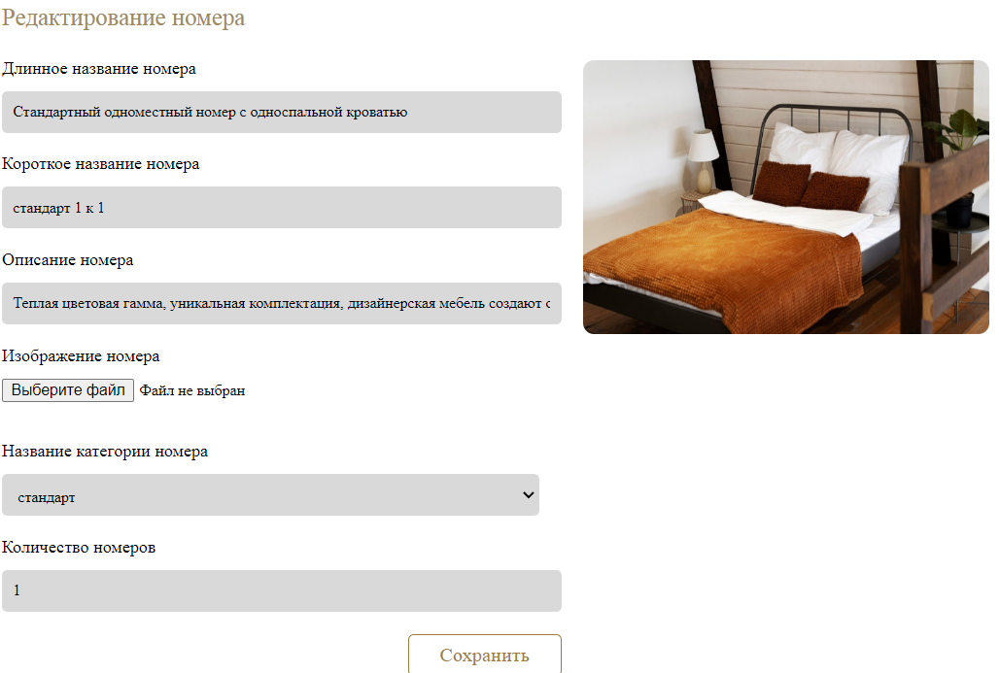 Редактирование номера
Длинное название номера
Стандартный одноместный номер с односпальной кроватью
Короткое название номера
стандарт 1 к 1
Описание номера
Теплая цветовая гамма, уникальная комплектация, дизайнерская мебель создают
Изображение номера
Выберите файл Файл не выбран
Название категории номера
стандарт
Количество номеров
1
Сохранить